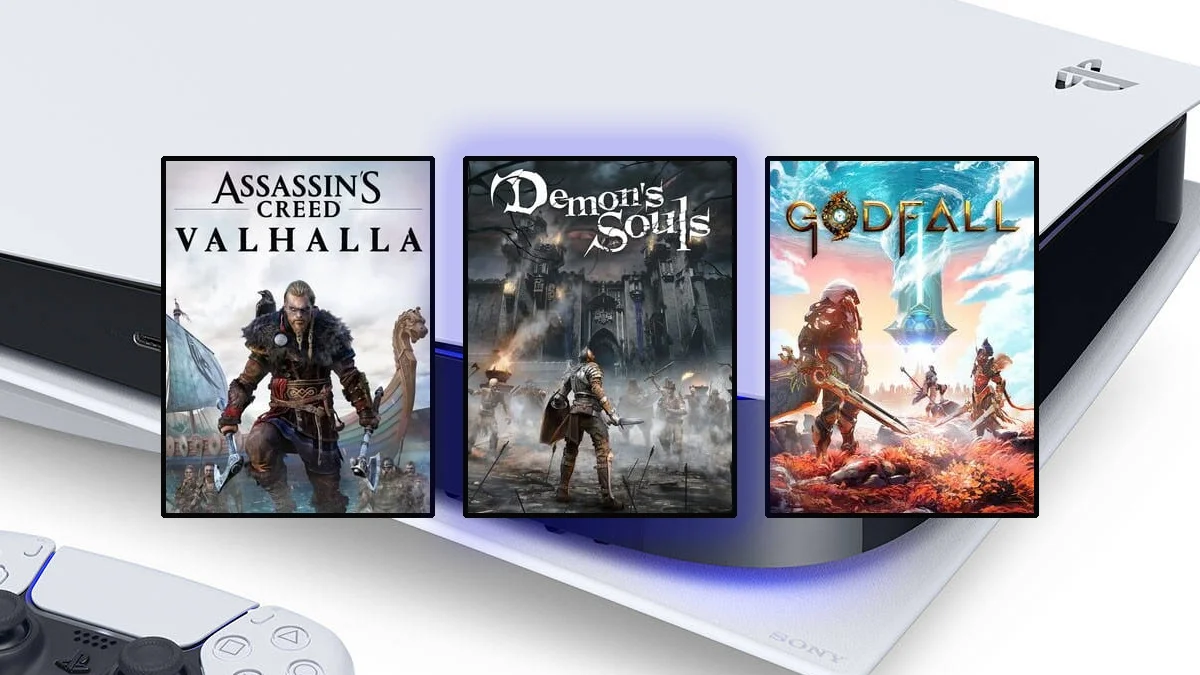 ASSASSIN'S
CREED
VALHALLA
Demon's
Souls
GODFALL
SONY